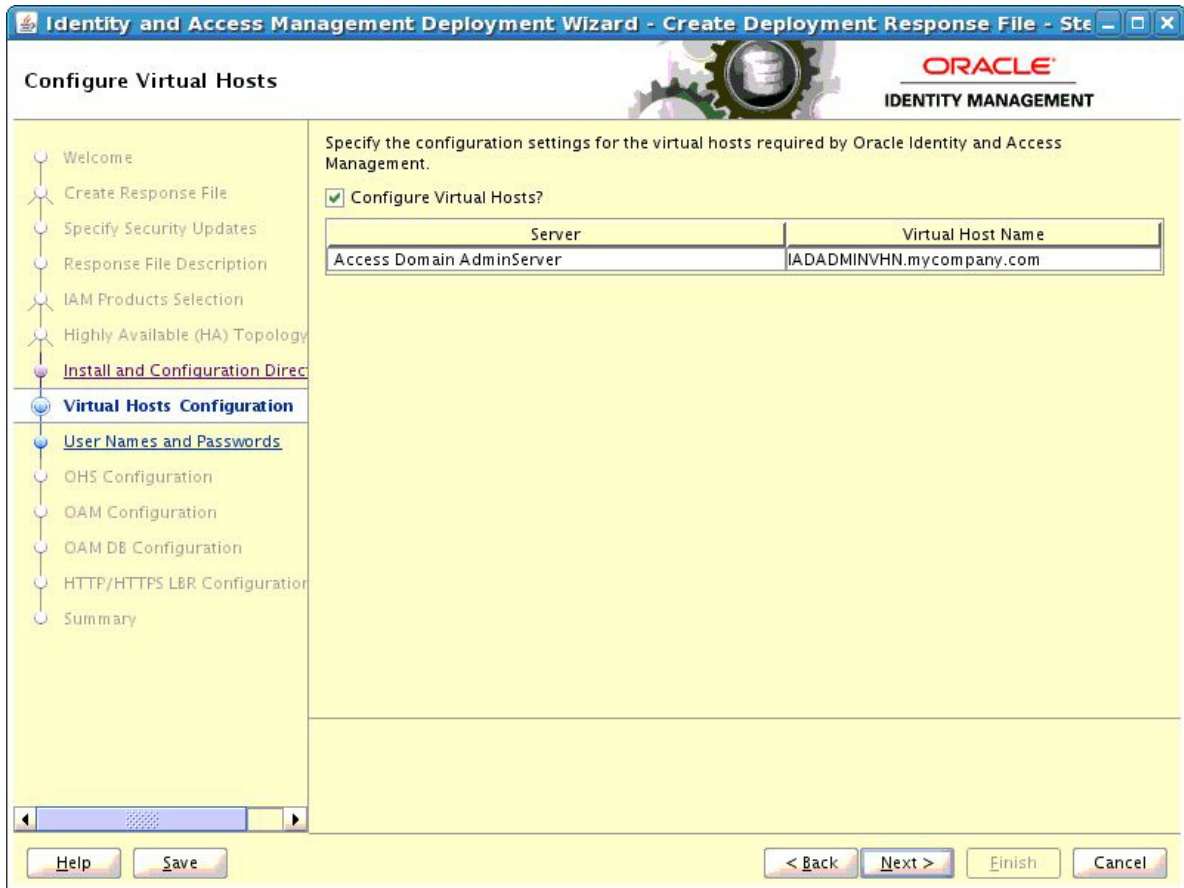 Identity and Access Management Deployment Wizard - Create Deployment Response File - Ste
Configure Virtual Hosts
ORACLE
IDENTITY MANAGEMENT
Welcome
Create Response File
Specify Security Updates
Response File Description
IAM Products Selection
Highly Available (HA) Topology
Install and Configuration Direc
Virtual Hosts Configuration
User Names and Passwords
OHS Configuration
OAM Configuration
OAM DB Configuration
HTTP/HTTPS LBR Configuration
Summary
Specify the configuration settings for the virtual hosts required by Oracle Identity and Access
Management.
Configure Virtual Hosts?
Server Virtual Host Name
Access Domain AdminServer IADADMINVHN.mycompany.com
Help Save < Back Next > Finish Cancel